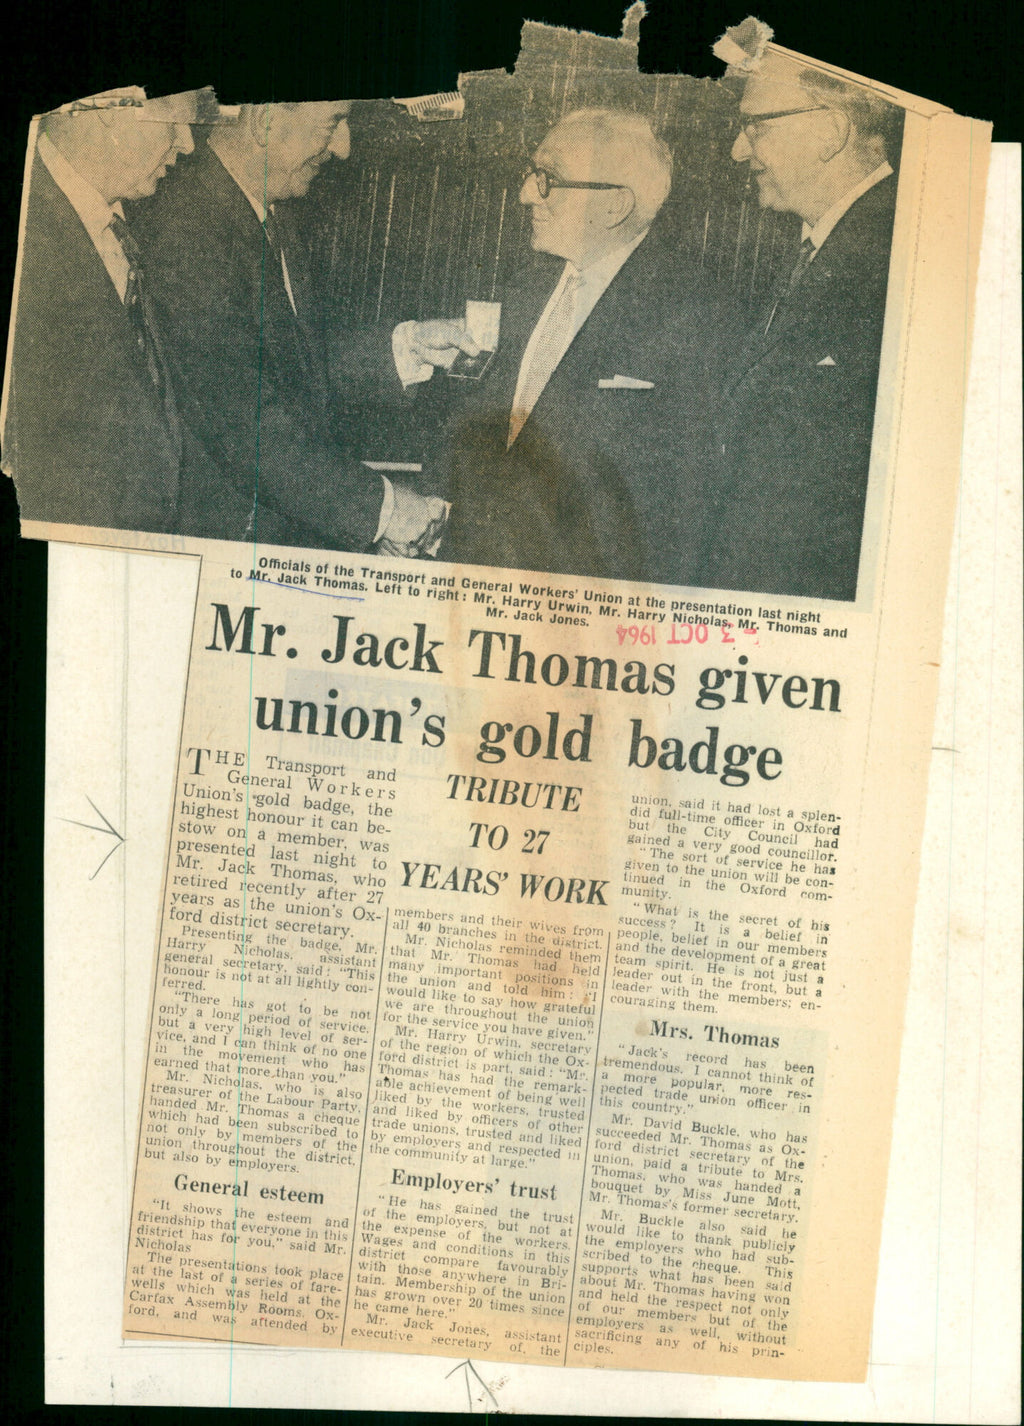 Officials of the Transport and General Workers' Union at the presentation last night
to Mr. Jack Thomas. Left to right: Mr. Harry Urwin, Mr. Harry Nicholas, Mr. Thomas and
Mr. Jack Jones.
- 3 OCT 1964
Mr. Jack Thomas given
union's gold badge
TRIBUTE
TO 27
YEARS' WORK
THE Transport and
General Workers
Union's gold badge, the
highest honour it can be-
stow on a member, was
presented last night to
Mr. Jack Thomas, who
retired recently after 27
years as the union's Ox-
ford district secretary.
Presenting the badge, Mr.
Harry Nicholas, assistant
general secretary, said: "This
honour is not at all lightly con-
ferred.
"There has got to be not
only a long period of service,
but a very high level of ser-
vice, and I can think of no one
in the movement who has
earned that more than you."
Mr. Nicholas, who is also
treasurer of the Labour Party,
handed Mr. Thomas a cheque
which had been subscribed to
not only by members of the
union throughout the district,
but also by employers.
General esteem
"It shows the esteem and
friendship that everyone in this
district has for you," said Mr.
Nicholas
The presentations took place
at the last of a series of fare-
wells which was held at the
Carfax Assembly Rooms, Ox-
ford, and was attended by
members and their wives from
all 40 branches in the district.
Mr. Nicholas reminded them
that Mr. Thomas had held
many important positions in
the union and told him: "I
would like to say how grateful
we are throughout the union
for the service you have given."
Mr. Harry Urwin, secretary
of the region of which the Ox-
ford district is part, said: "Mr.
Thomas has had the remark-
able achievement of being well
liked by the workers, trusted
and liked by officers of other
trade unions, trusted and liked
by employers and respected in
the community at large."
Employers' trust
"He has gained the trust
of the employers, but not at
the expense of the workers.
Wages and conditions in this
district compare favourably
with those anywhere in Bri-
tain. Membership of the union
has grown over 20 times since
he came here."
Mr. Jack Jones, assistant
executive secretary of the
union, said it had lost a splen-
did full-time officer in Oxford
but the City Council had
gained a very good councillor.
"The sort of service he has
given to the union will be con-
tinued in the Oxford com-
munity.
"What is the secret of his
success? It is a belief in
people, belief in our members
and the development of a great
team spirit. He is not just a
leader out in the front, but a
leader with the members; en-
couraging them.
Mrs. Thomas
"Jack's record has been
tremendous. I cannot think of
a more popular, more res-
pected trade union officer in
this country."
Mr. David Buckle, who has
succeeded Mr. Thomas as Ox-
ford district secretary of the
union, paid a tribute to Mrs.
Thomas, who was handed a
bouquet by Miss June Mott,
Mr. Thomas's former secretary.
Mr. Buckle also said he
would like to thank publicly
the employers who had sub-
scribed to the cheque. This
supports what has been said
about Mr. Thomas having won
and held the respect not only
of our members but of the
employers as well, without
sacrificing any of his prin-
ciples.